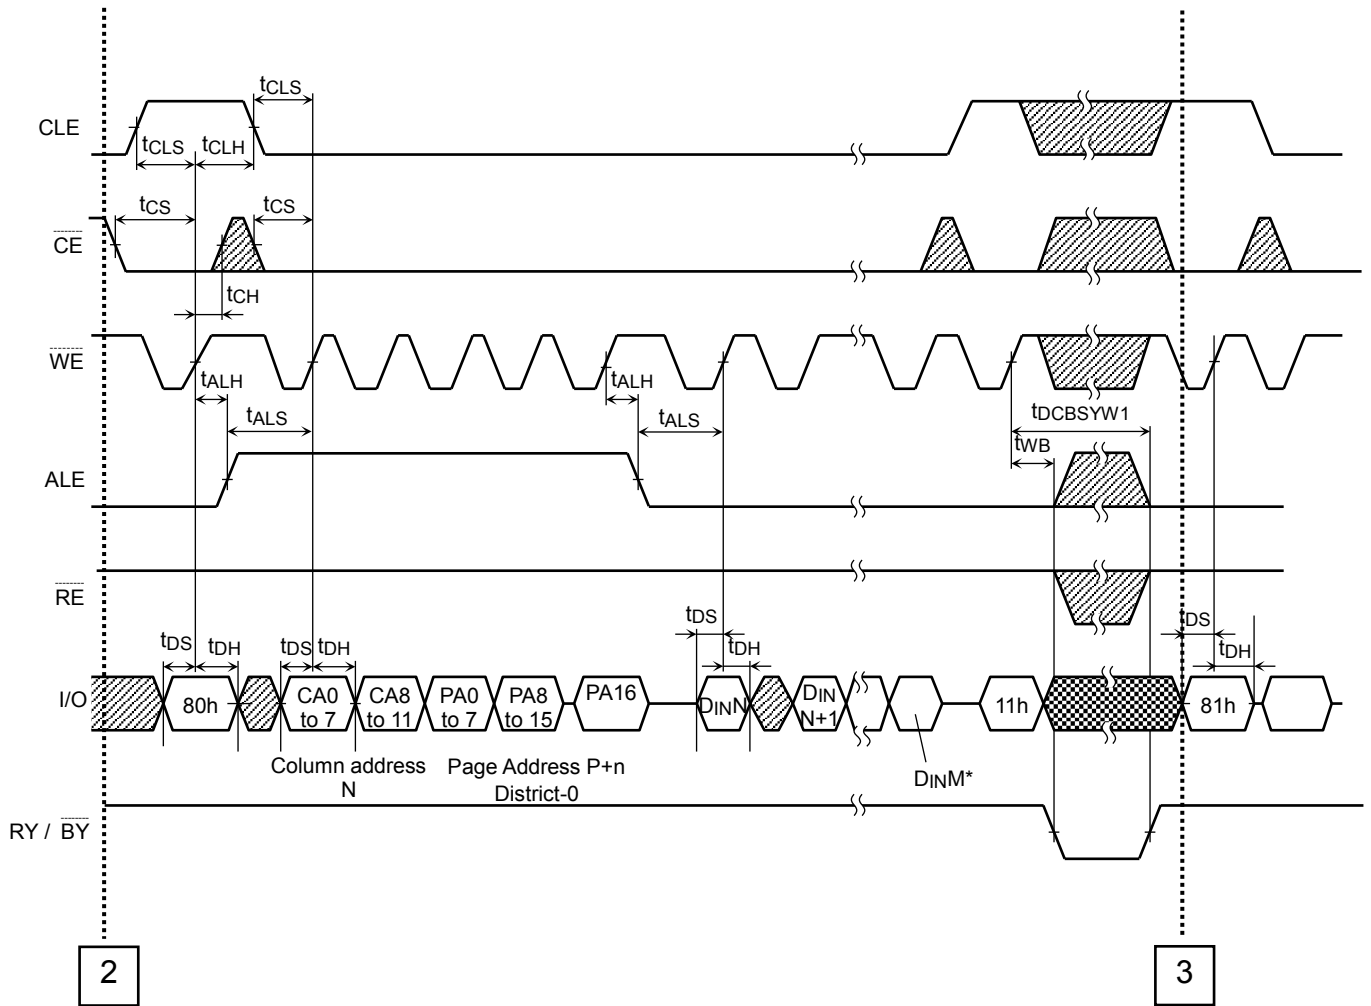 tCLS
CLE
tCLS tCLH
tCS tCS
CE
tCH
WE
tALH tALH
tALS tALS
tDCBSYW1
tWB
ALE
RE
tDS tDS
tDS tDH tDS tDH tDH tDH
I/O 80h CA0 to 7 CA8 to 11 PA0 to 7 PA8 to 15 PA16 DINN DIN N+1 11h 81h
Column address N
Page Address P+n
District-0
DINM*
RY / BY
2 3